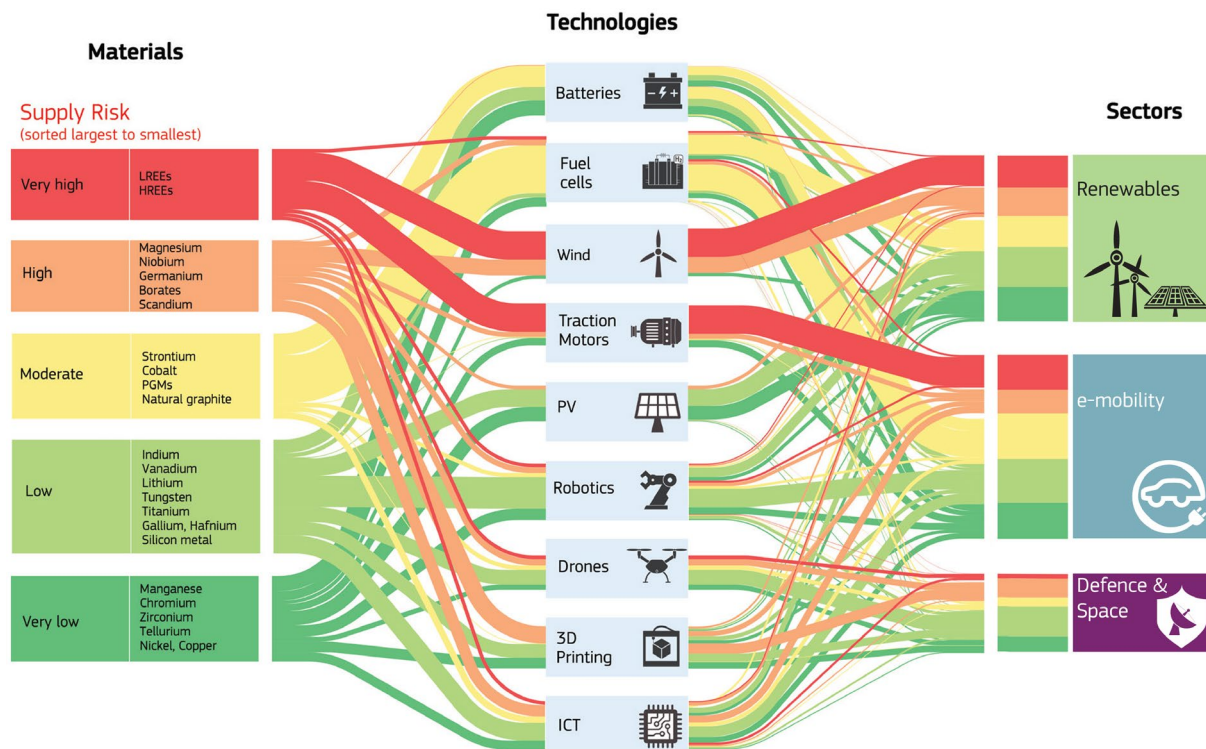 Technologies
Materials
Supply Risk
(sorted largest to smallest)
Very high
LREEs
HREEs
High
Magnesium
Niobium
Germanium
Borates
Scandium
Moderate
Strontium
Cobalt
PGMs
Natural graphite
Low
Indium
Vanadium
Lithium
Tungsten
Titanium
Gallium, Hafnium
Silicon metal
Very low
Manganese
Chromium
Zirconium
Tellurium
Nickel, Copper
Batteries
Fuel
cells
H2
Wind
Traction
Motors
PV
Robotics
Drones
3D
Printing
ICT
Sectors
Renewables
e-mobility
Defence &
Space